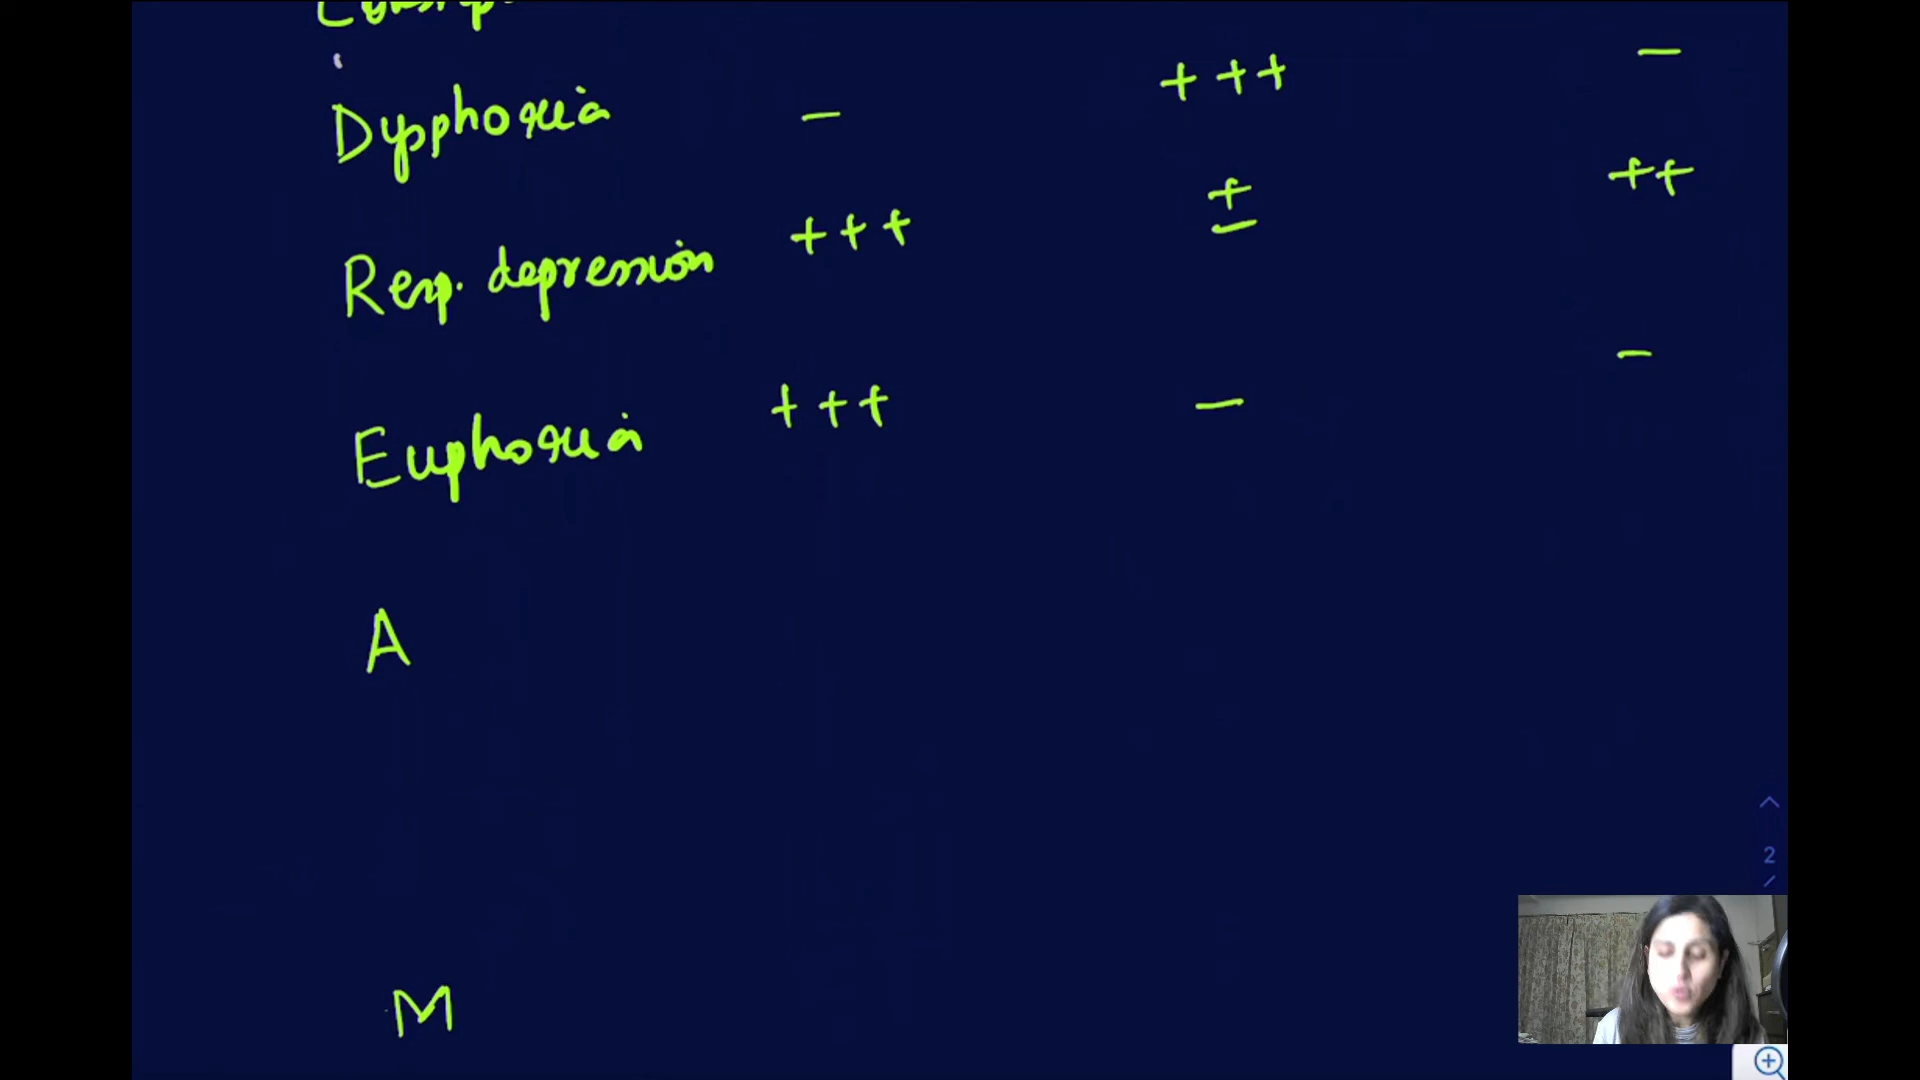 Dysphoria - +++ -
Resp. depression +++ ± ++
Euphoria +++ - -
A
M
2